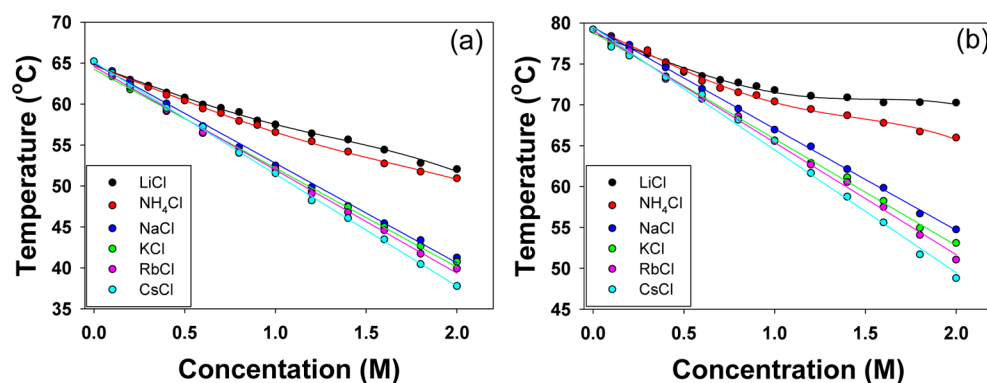 (a)
Temperature (°C)
70
65
60
55
50
45
40
35
LiCl
NH₄Cl
NaCl
KCl
RbCl
CsCl
0.0 0.5 1.0 1.5 2.0
Concentation (M)
(b)
Temperature (°C)
80
75
70
65
60
55
50
45
LiCl
NH₄Cl
NaCl
KCl
RbCl
CsCl
0.0 0.5 1.0 1.5 2.0
Concentration (M)